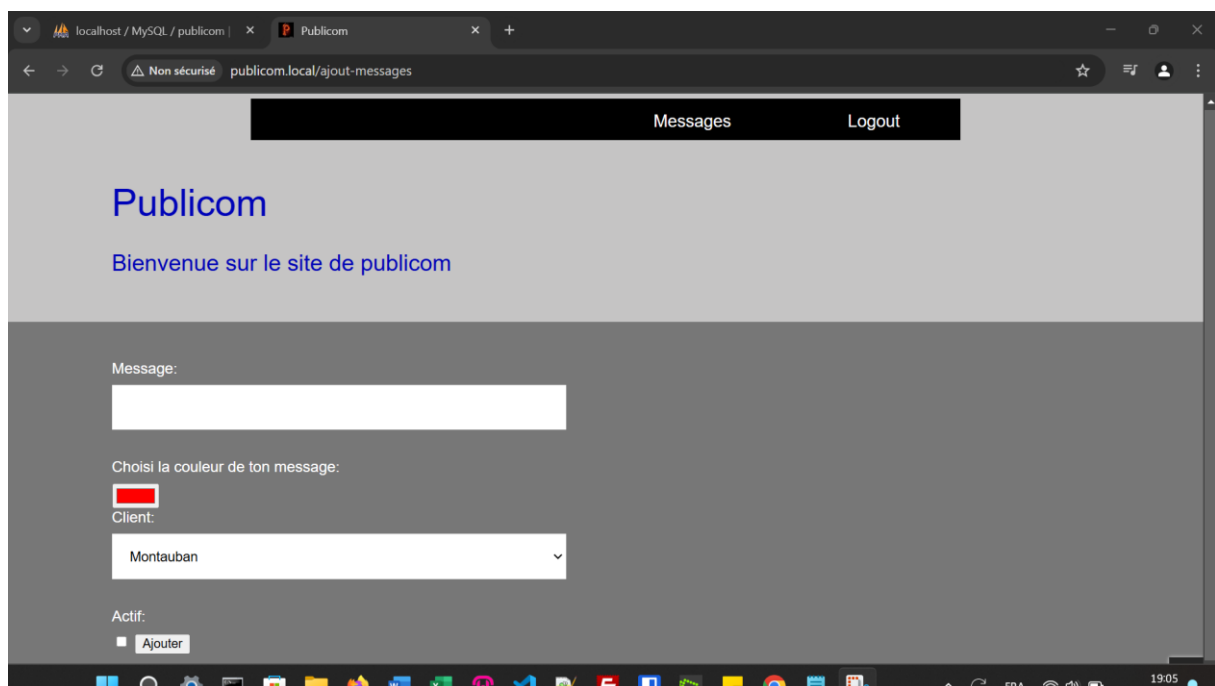 localhost / MySQL / publicom |
Publicom
Non sécurisé publicom.local/ajout-messages
Messages Logout
Publicom
Bienvenue sur le site de publicom
Message:
Choisi la couleur de ton message:
Client:
Montauban
Actif:
Ajouter
19:05